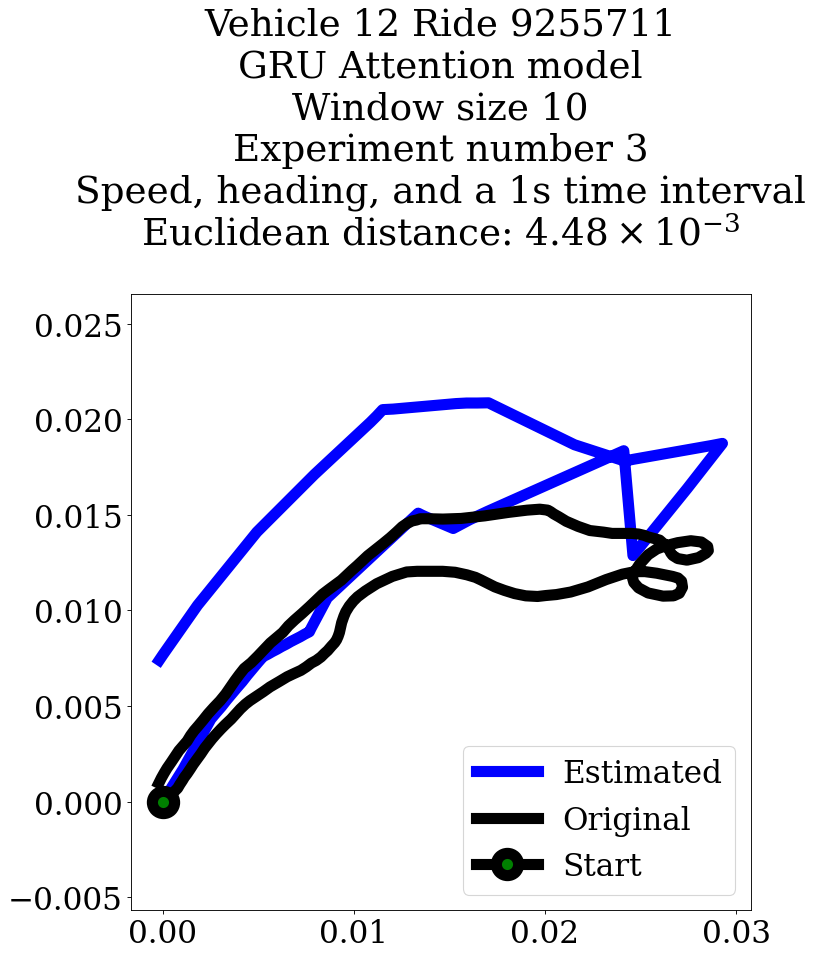 Vehicle 12 Ride 9255711
GRU Attention model
Window size 10
Experiment number 3
Speed, heading, and a 1s time interval
Euclidean distance: 4.48 × 10⁻³
0.025
0.020
0.015
0.010
0.005
0.000
−0.005
Estimated
Original
Start
0.00 0.01 0.02 0.03